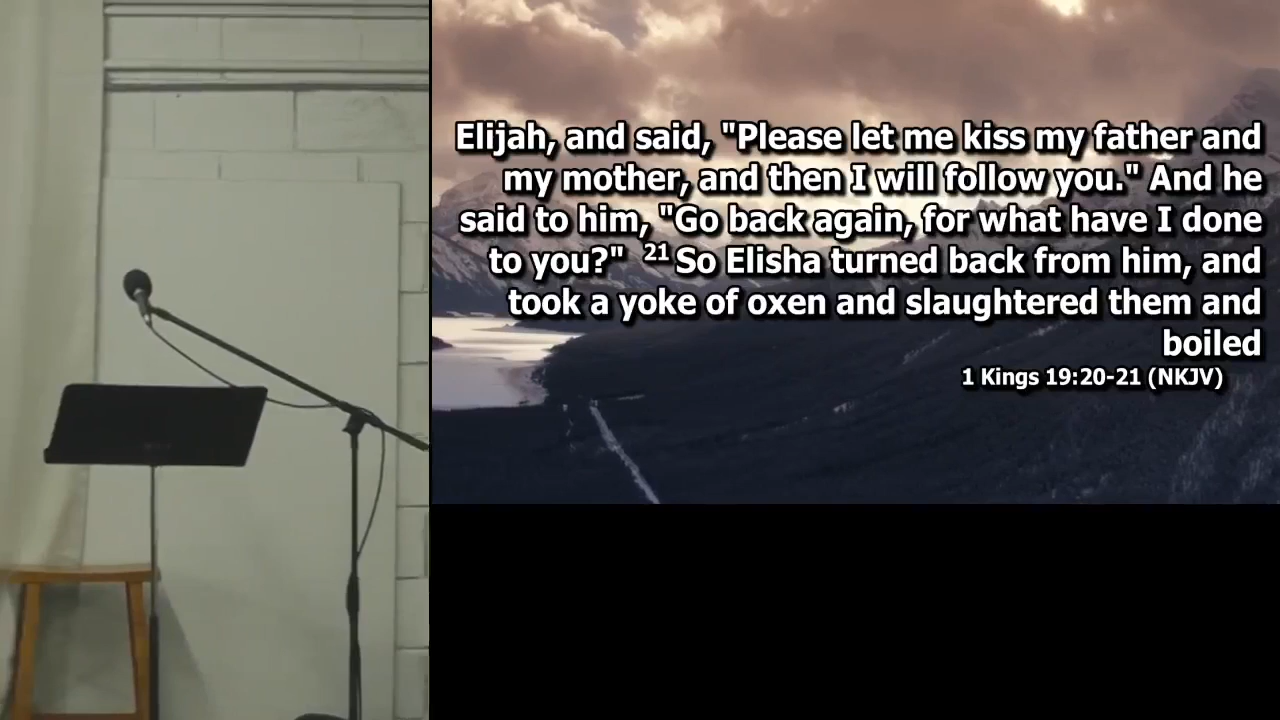 Elijah, and said, "Please let me kiss my father and
my mother, and then I will follow you." And he
said to him, "Go back again, for what have I done
to you?" 21 So Elisha turned back from him, and
took a yoke of oxen and slaughtered them and
boiled
1 Kings 19:20-21 (NKJV)